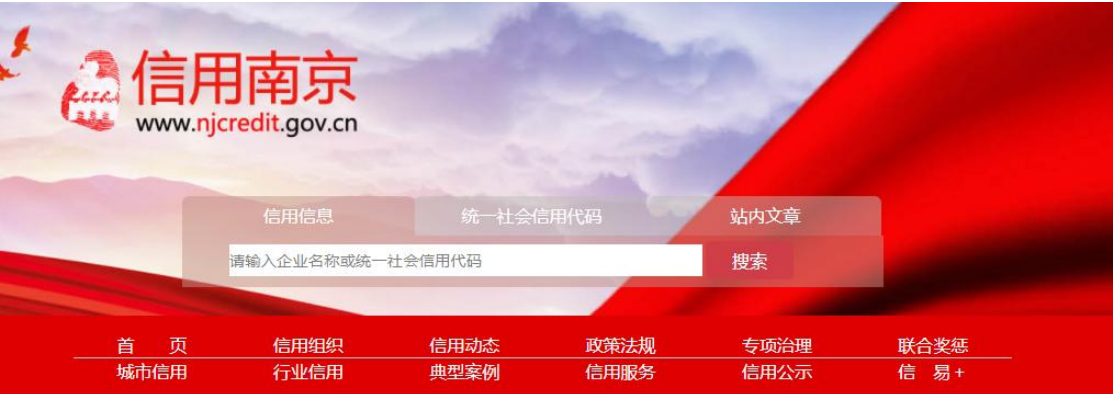 信用南京
www.njcredit.gov.cn
信用信息 统一社会信用代码 站内文章
请输入企业名称或统一社会信用代码 搜索
首 页 信用组织 信用动态 政策法规 专项治理 联合奖惩
城市信用 行业信用 典型案例 信用服务 信用公示 信 易+